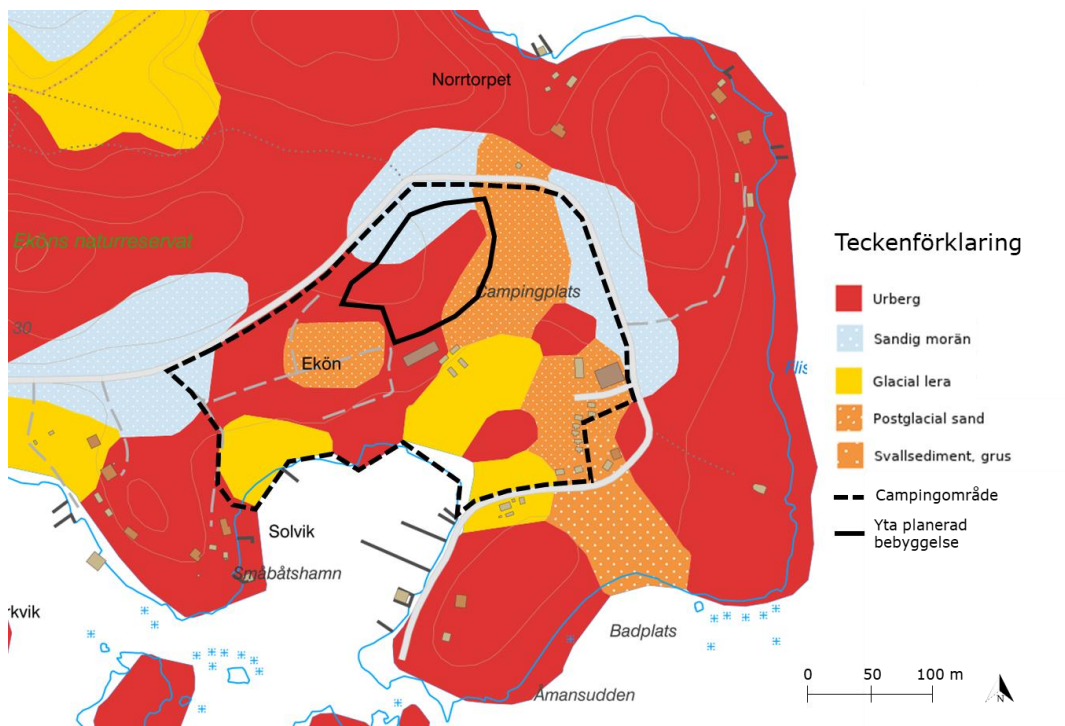 Norrtorpet
Teckenförklaring
Eköns naturreservat
Urberg
Campingplats
30
Sandig morän
Ekön
Flis
Glacial lera
Postglacial sand
Svallsediment, grus
Campingområde
Solvik
Yta planerad
bebyggelse
Småbåtshamn
rkvik
Badplats
0 50 100 m
Åmansudden
N